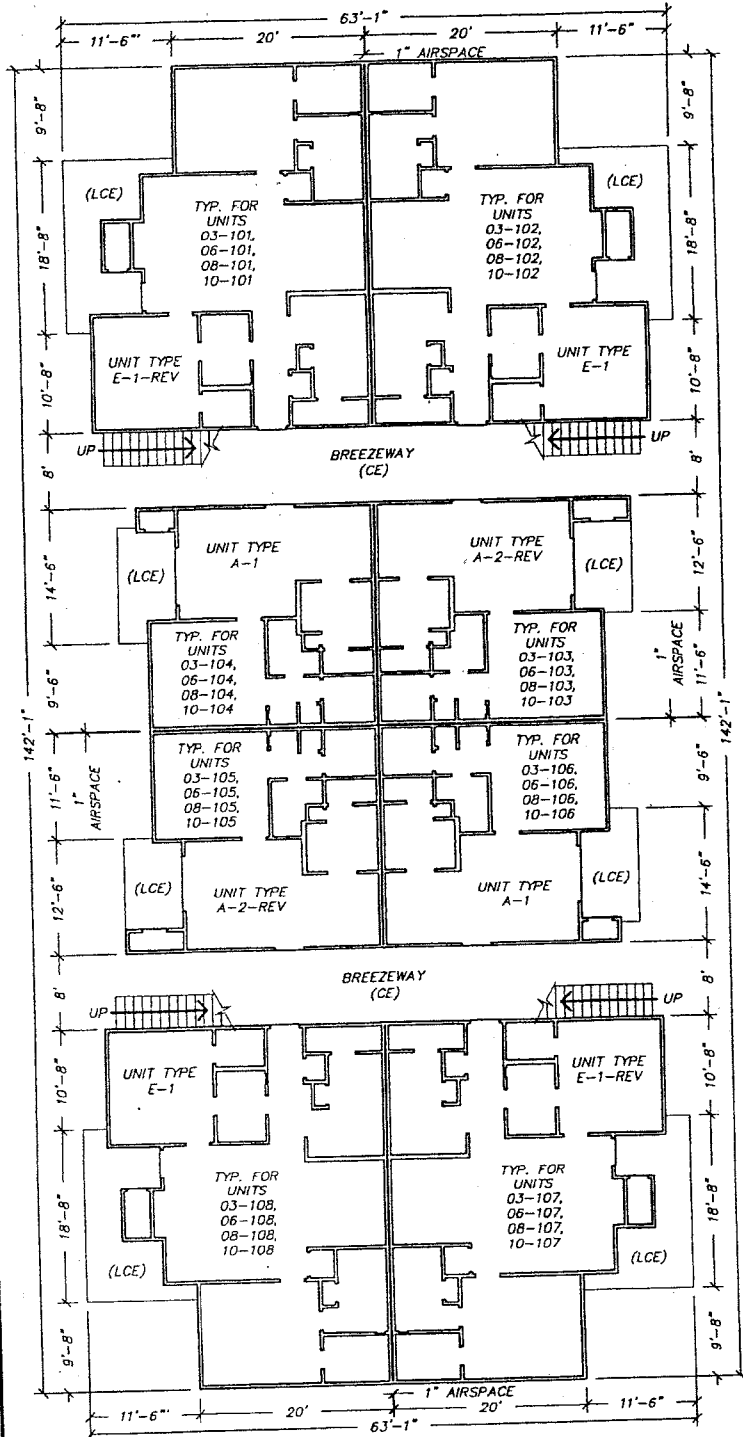 63'-1"
11'-6"' 20' 20' 11'-6"
1" AIRSPACE
9'-8" 9'-8"
(LCE) (LCE)
18'-8" 18'-8"
TYP. FOR
UNITS
03-101,
06-101,
08-101,
10-101
TYP. FOR
UNITS
03-102,
06-102,
08-102,
10-102
UNIT TYPE
E-1-REV
UNIT TYPE
E-1
10'-8" 10'-8"
UP UP
BREEZEWAY
(CE)
8' 8'
UNIT TYPE
A-1
UNIT TYPE
A-2-REV
(LCE) (LCE)
14'-6" 12'-6"
TYP. FOR
UNITS
03-104,
06-104,
08-104,
10-104
TYP. FOR
UNITS
03-103,
06-103,
08-103,
10-103
9'-6" 11'-6"
1"
AIRSPACE
142'-1" 142'-1"
1"
AIRSPACE
11'-6" 9'-6"
TYP. FOR
UNITS
03-105,
06-105,
08-105,
10-105
TYP. FOR
UNITS
03-106,
06-106,
08-106,
10-106
(LCE) (LCE)
12'-6" 14'-6"
UNIT TYPE
A-2-REV
UNIT TYPE
A-1
BREEZEWAY
(CE)
8' 8'
UP UP
UNIT TYPE
E-1
UNIT TYPE
E-1-REV
10'-8" 10'-8"
TYP. FOR
UNITS
03-108,
06-108,
08-108,
10-108
TYP. FOR
UNITS
03-107,
06-107,
08-107,
10-107
18'-8" 18'-8"
(LCE) (LCE)
9'-8" 9'-8"
1" AIRSPACE
11'-6"' 20' 20' 11'-6"
63'-1"